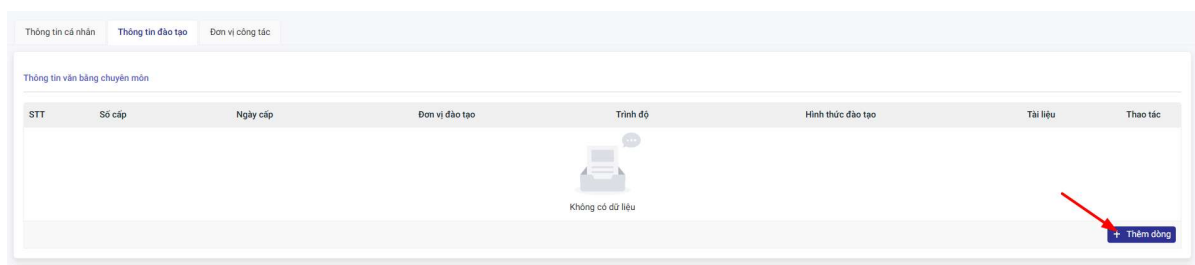 Thông tin cá nhân Thông tin đào tạo Đơn vị công tác
Thông tin văn bằng chuyên môn
STT Số cấp Ngày cấp Đơn vị đào tạo Trình độ Hình thức đào tạo Tài liệu Thao tác
Không có dữ liệu
+ Thêm dòng